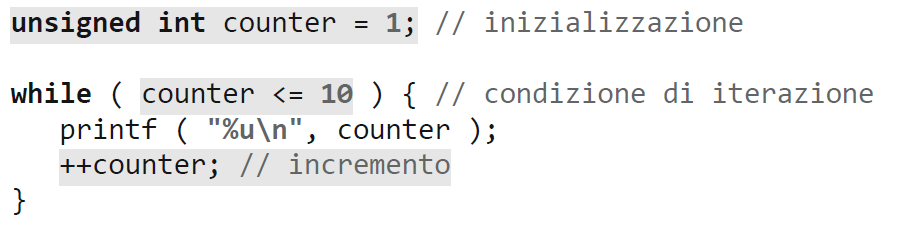 unsigned int counter = 1; // inizializzazione
while ( counter <= 10 ) { // condizione di iterazione
printf ( "%u\n", counter );
++counter; // incremento
}